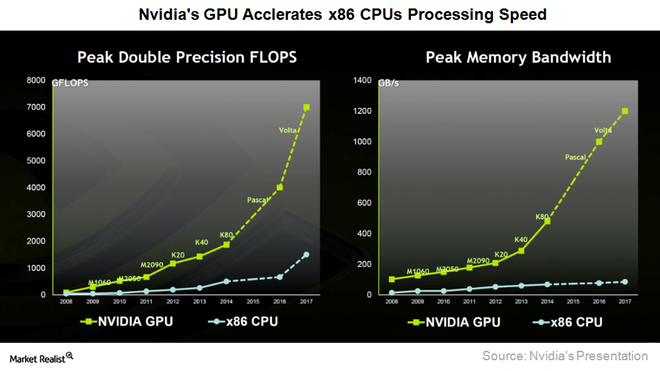 Nvidia's GPU Acclerates x86 CPUs Processing Speed
Peak Double Precision FLOPS
GFLOPS
8000
7000
6000
5000
4000
3000
2000
1000
0
M1060
M2050
M2090
K20
K40
K80
Pascal
Volta
2008 2009 2010 2011 2012 2013 2014 2015 2016 2017
NVIDIA GPU x86 CPU
Peak Memory Bandwidth
GB/s
1400
1200
1000
800
600
400
200
0
M1060
M2050
M2090
K20
K40
K80
Pascal
Volta
2008 2009 2010 2011 2012 2013 2014 2015 2016 2017
NVIDIA GPU x86 CPU
Market Realist
Source: Nvidia's Presentation